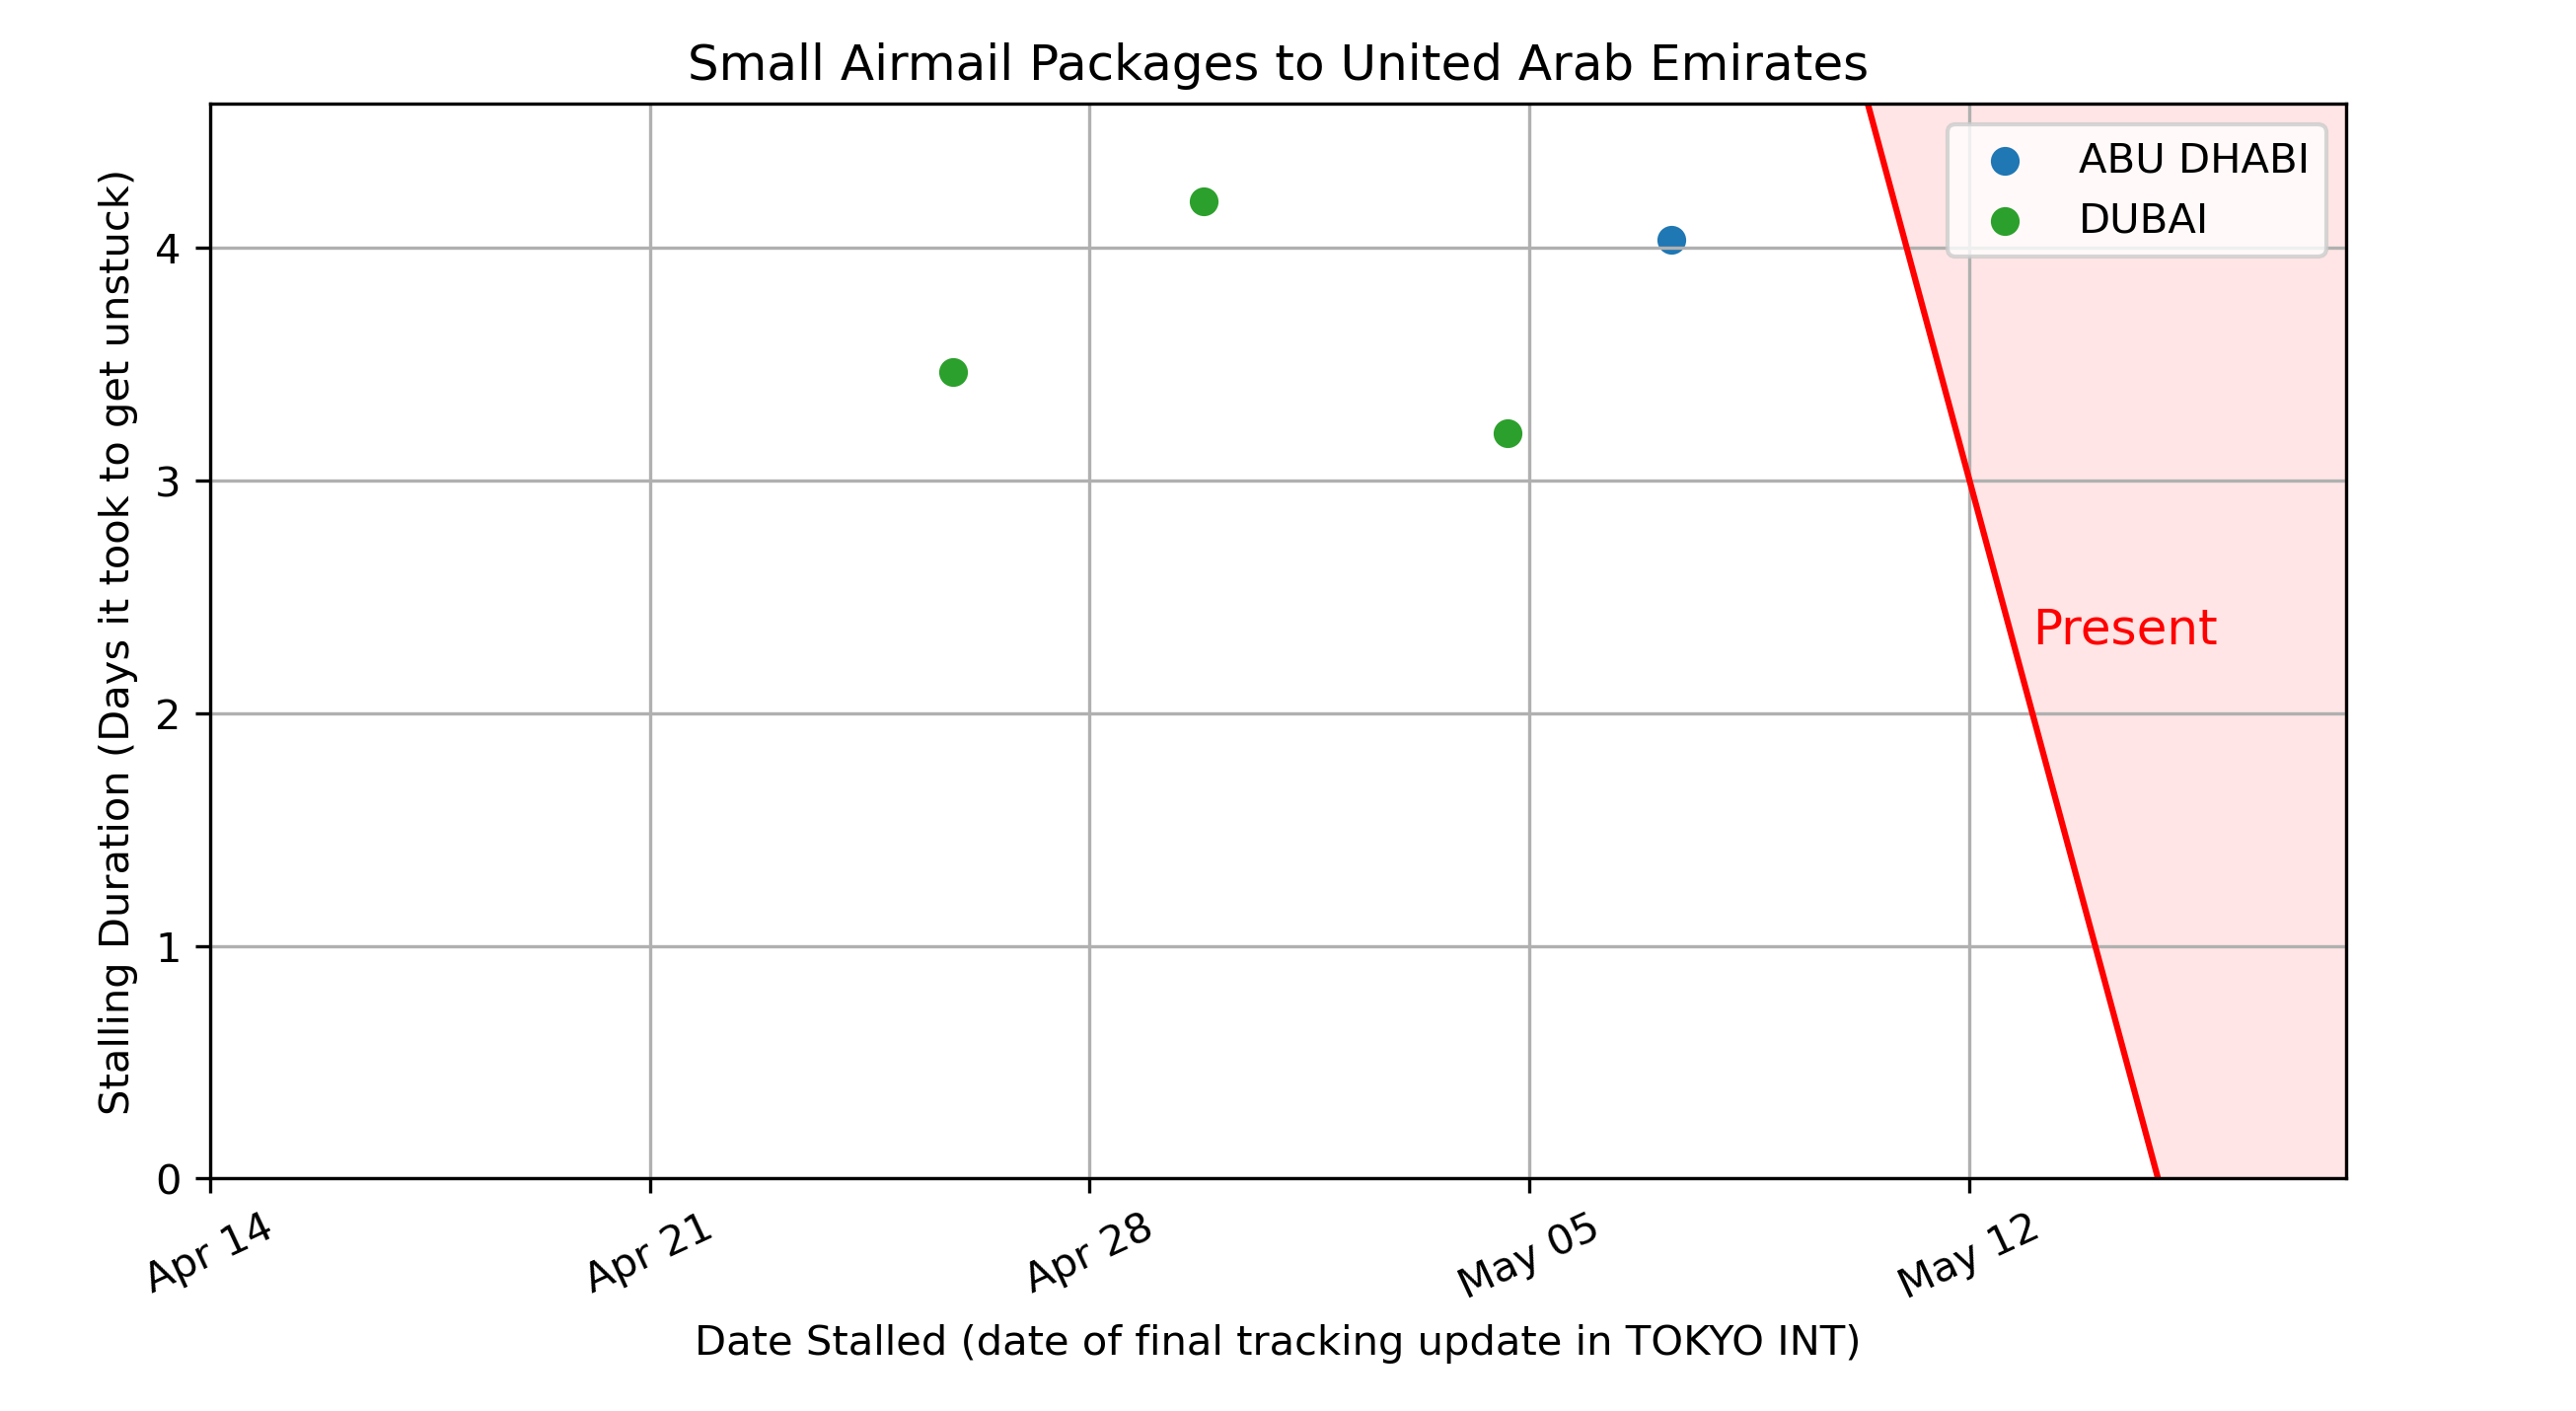 Small Airmail Packages to United Arab Emirates
ABU DHABI
DUBAI
Present
Stalling Duration (Days it took to get unstuck)
4
3
2
1
0
Apr 14
Apr 21
Apr 28
May 05
May 12
Date Stalled (date of final tracking update in TOKYO INT)